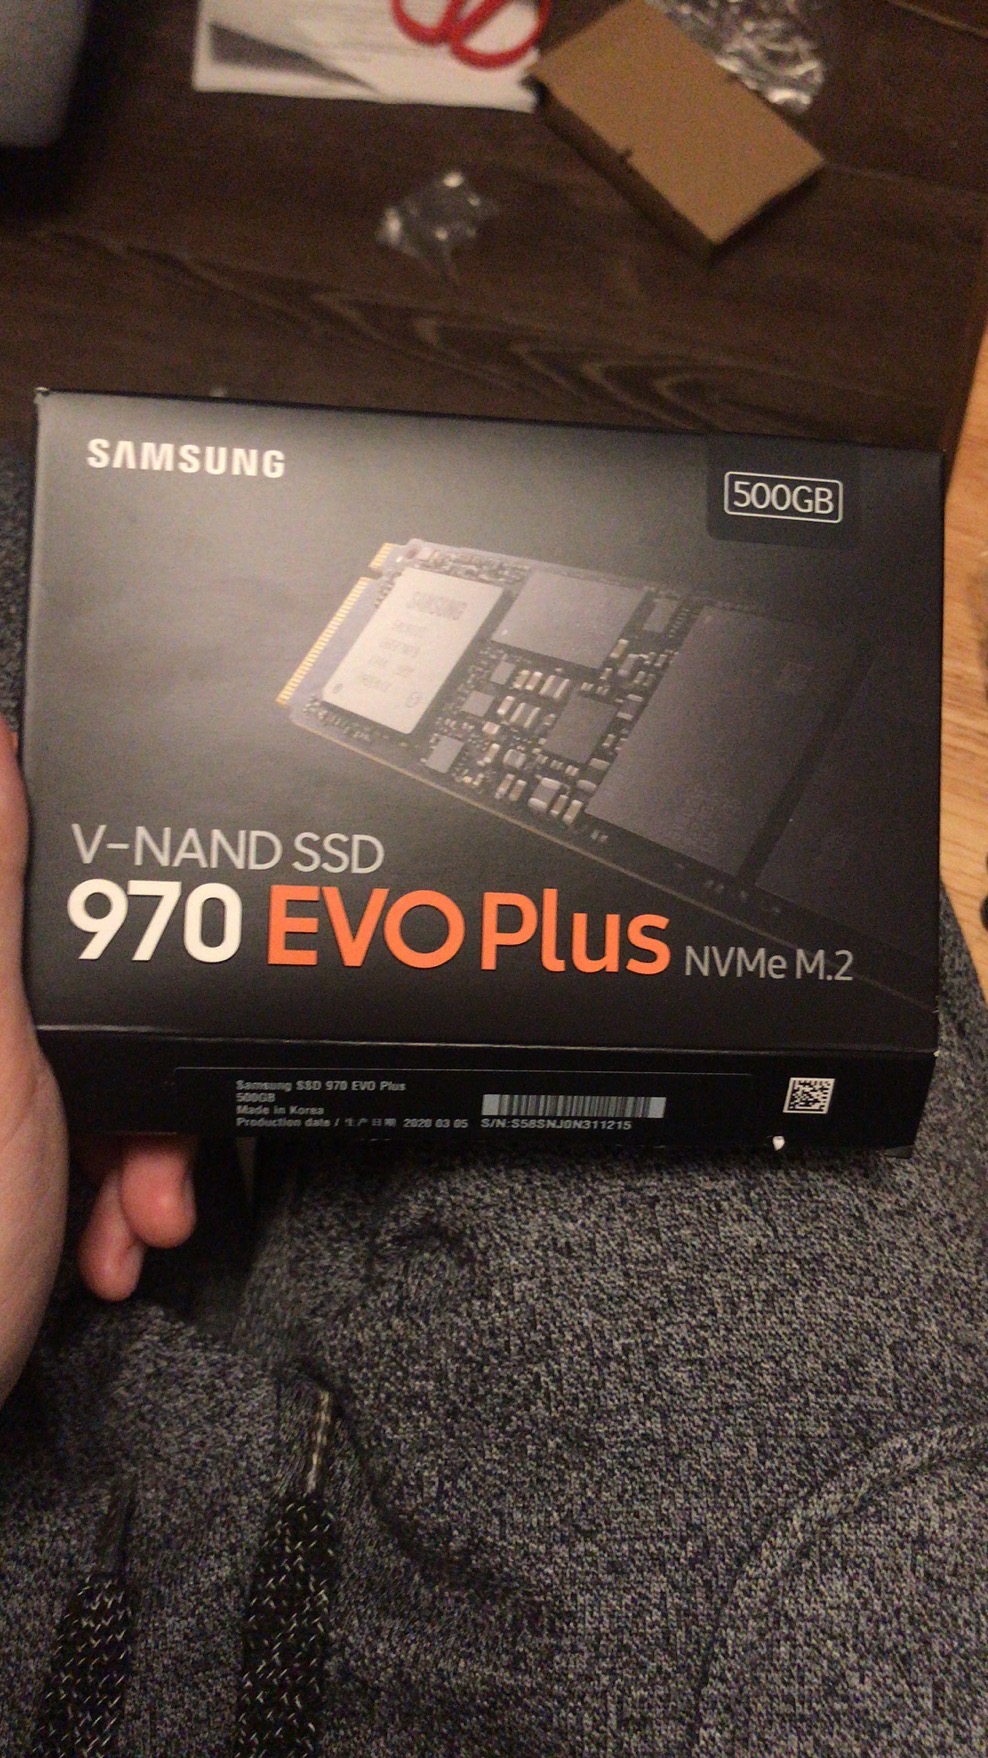 SAMSUNG
500GB
SAMSUNG
V-NAND SSD
970 EVO Plus NVMe M.2
Samsung SSD 970 EVO Plus
500GB
Made in Korea
Production date / 生产日期 2020 03 05 S/N:S58SNJ0N311215